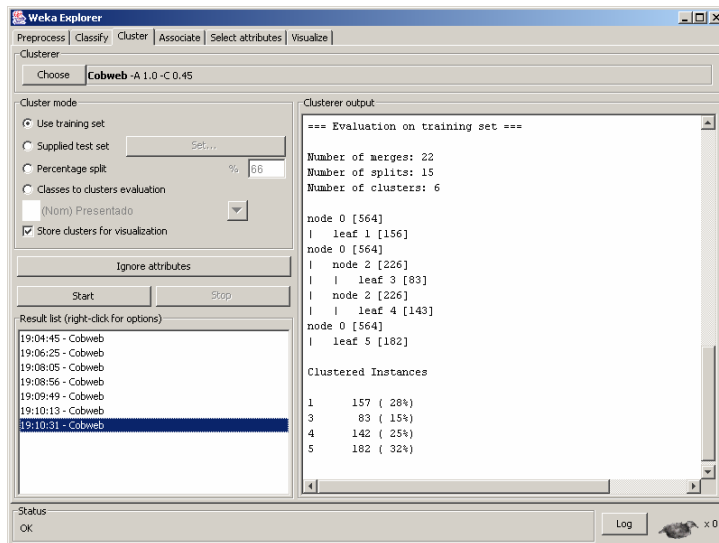 Weka Explorer
Preprocess Classify Cluster Associate Select attributes Visualize
Clusterer
Choose Cobweb -A 1.0 -C 0.45
Cluster mode
Use training set
Supplied test set Set...
Percentage split % 66
Classes to clusters evaluation
(Nom) Presentado
Store clusters for visualization
Ignore attributes
Start Stop
Result list (right-click for options)
19:04:45 - Cobweb
19:06:25 - Cobweb
19:08:05 - Cobweb
19:08:56 - Cobweb
19:09:49 - Cobweb
19:10:13 - Cobweb
19:10:31 - Cobweb
Clusterer output
=== Evaluation on training set ===
Number of merges: 22
Number of splits: 15
Number of clusters: 6
node 0 [564]
| leaf 1 [156]
node 0 [564]
| node 2 [226]
| | leaf 3 [83]
| node 2 [226]
| | leaf 4 [143]
node 0 [564]
| leaf 5 [182]
Clustered Instances
1 157 ( 28%)
3 83 ( 15%)
4 142 ( 25%)
5 182 ( 32%)
Status
OK
Log x 0